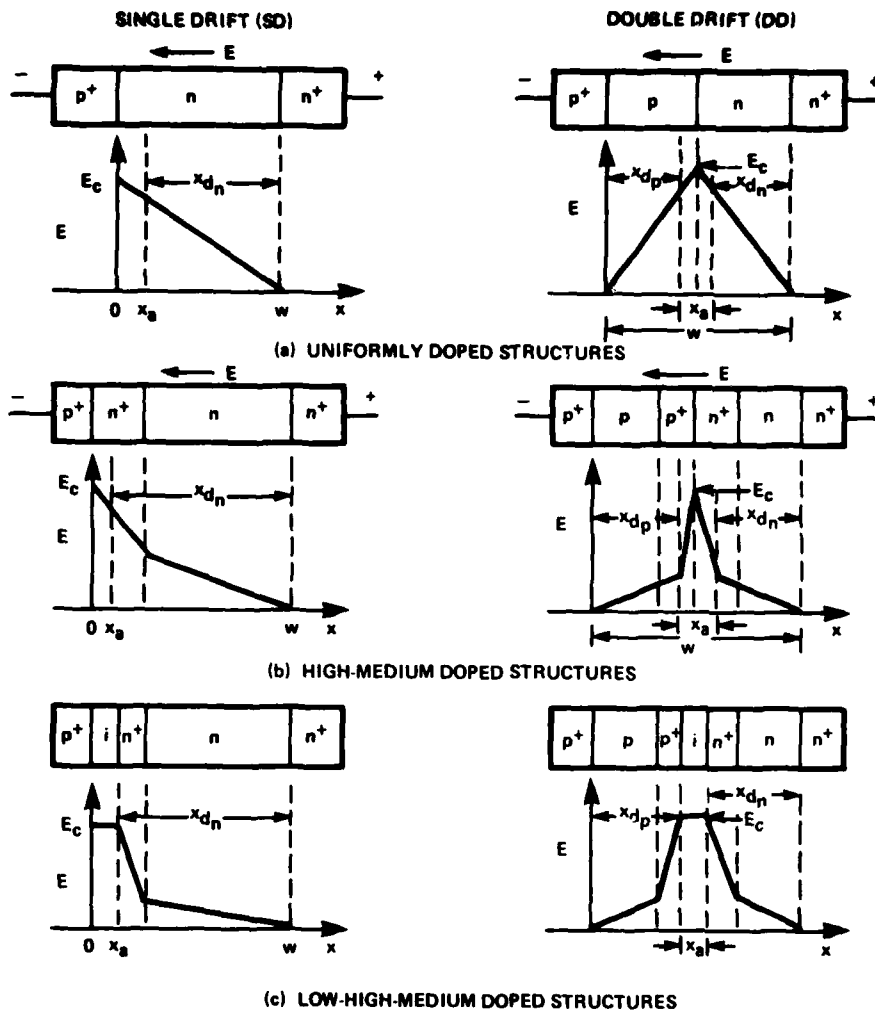 SINGLE DRIFT (SD)
DOUBLE DRIFT (DD)
E
− p+ n n+ +
Ec
xdn
E
0 xa w x
E
− p+ p n n+ +
Ec
xdp xdn
E
xa x
w
(a) UNIFORMLY DOPED STRUCTURES
E
− p+ n+ n n+ +
Ec
xdn
E
0 xa w x
E
− p+ p p+ n+ n n+ +
Ec
xdp xdn
E
xa x
w
(b) HIGH-MEDIUM DOPED STRUCTURES
p+ i n+ n n+
Ec
xdn
E
0 xa w x
p+ p p+ i n+ n n+
xdn
xdp Ec
E
xa x
(c) LOW-HIGH-MEDIUM DOPED STRUCTURES